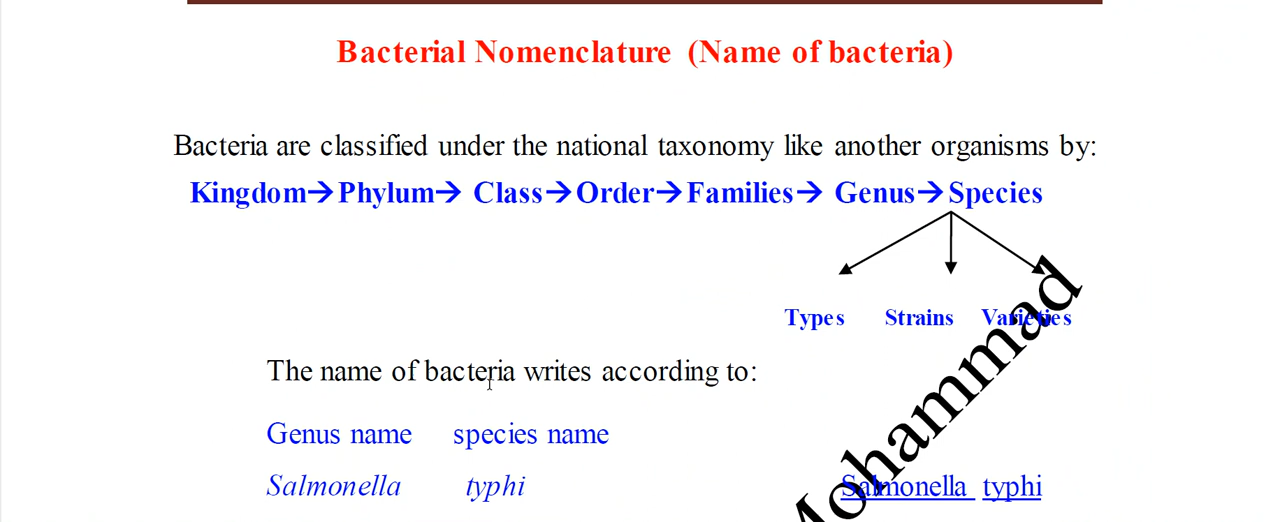 Bacterial Nomenclature (Name of bacteria)
Bacteria are classified under the national taxonomy like another organisms by:
Kingdom→Phylum→ Class→Order→Families→ Genus→Species
Types Strains Varieties
The name of bacteria writes according to:
Genus name species name
Salmonella typhi Salmonella typhi
Mohammad